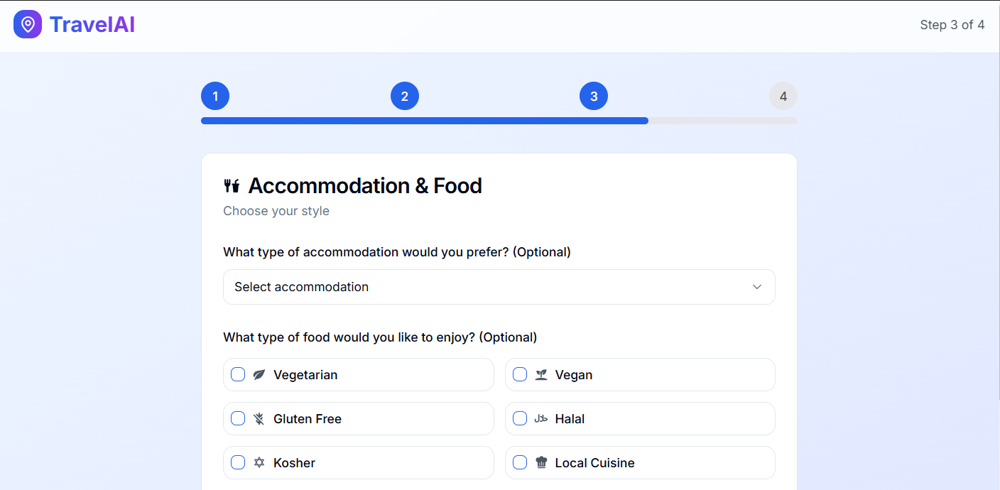 TravelAI
Step 3 of 4
1 2 3 4
Accommodation & Food
Choose your style
What type of accommodation would you prefer? (Optional)
Select accommodation
What type of food would you like to enjoy? (Optional)
Vegetarian
Vegan
Gluten Free
حلال Halal
Kosher
Local Cuisine